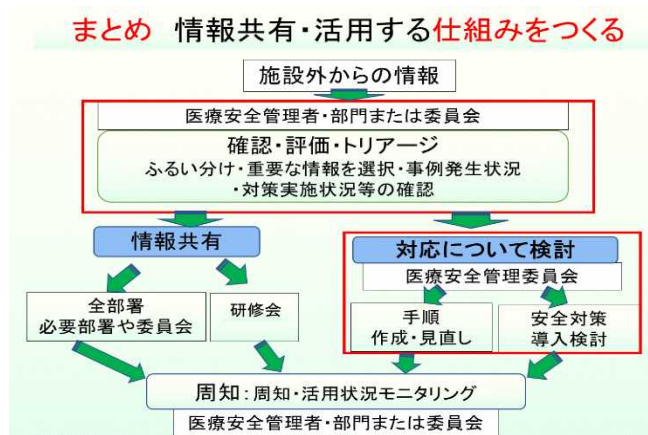 まとめ 情報共有・活用する仕組みをつくる
施設外からの情報
医療安全管理者・部門または委員会
確認・評価・トリアージ
ふるい分け・重要な情報を選択・事例発生状況
・対策実施状況等の確認
情報共有
対応について検討
医療安全管理委員会
全部署
必要部署や委員会
研修会
手順
作成・見直し
安全対策
導入検討
周知：周知・活用状況モニタリング
医療安全管理者・部門または委員会